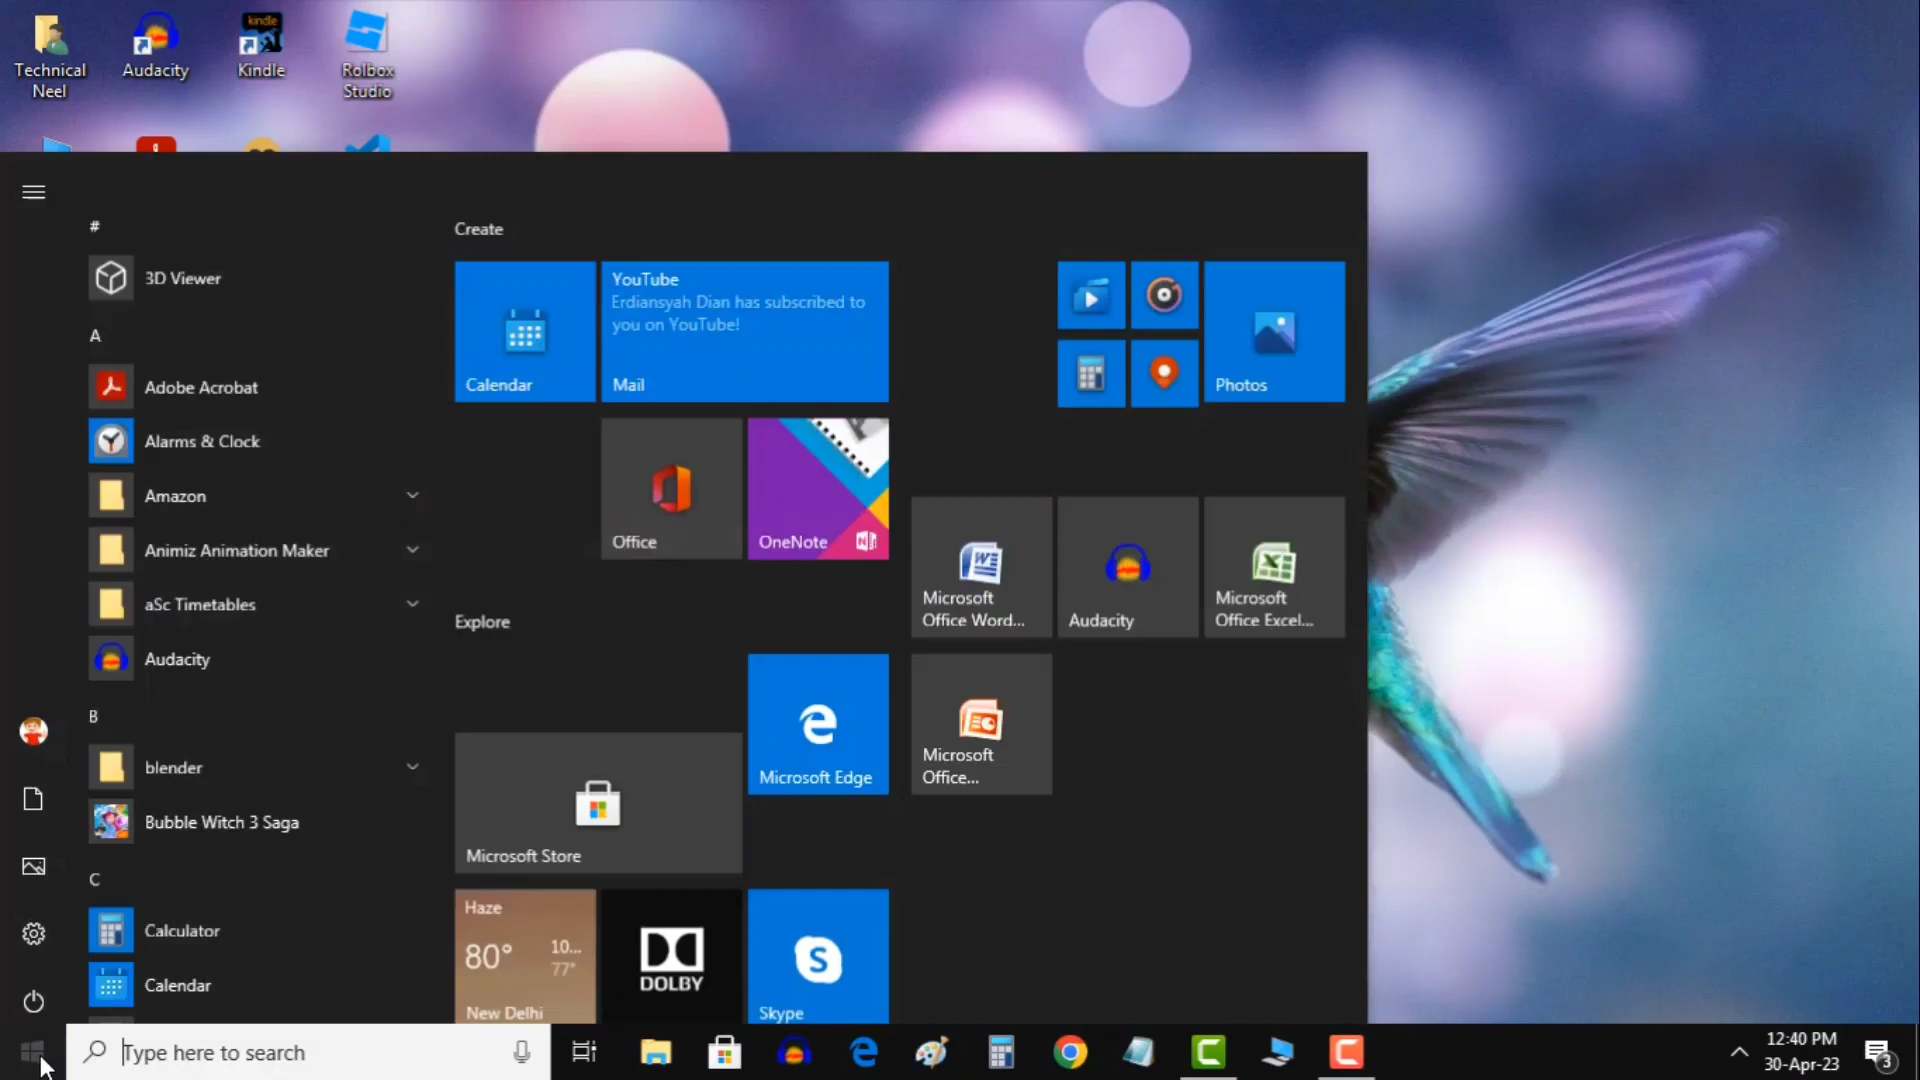 Technical
Neel
Audacity
kindle
Kindle
Rolbox
Studio
#
3D Viewer
A
Adobe Acrobat
Alarms & Clock
Amazon
Animiz Animation Maker
aSc Timetables
Audacity
B
blender
Bubble Witch 3 Saga
C
Calculator
Calendar
Create
Calendar
YouTube
Erdiansyah Dian has subscribed to
you on YouTube!
Mail
Office
OneNote
N
Photos
Microsoft
Office Word...
Audacity
Microsoft
Office Excel...
Microsoft
Office...
Explore
Microsoft Edge
Microsoft Store
Haze
80°
10...
77°
New Delhi
DOLBY
S
Skype
Type here to search
12:40 PM
30-Apr-23
3